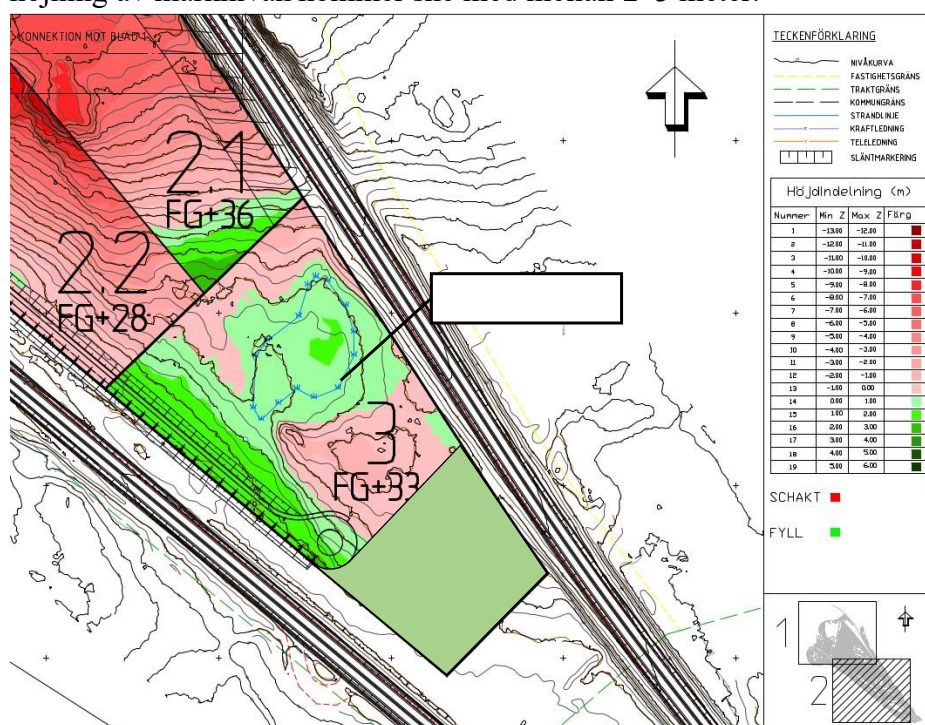 höjning av marknivån kommer ske med mellan 2–3 meter.
KONNEKTION MOT BLAD 1
2.1
FG+36
2.2
FG+28
3
FG+33
TECKENFÖRKLARING
NIVÅKURVA
FASTIGHETSGRÄNS
TRAKTGRÄNS
KOMMUNGRÄNS
STRANDLINJE
KRAFTLEDNING
TELELEDNING
SLÄNTMARKERING
Höjdindelning (m)
Nummer Min Z Max Z Färg
1 -13.00 -12.00
2 -12.00 -11.00
3 -11.00 -10.00
4 -10.00 -9.00
5 -9.00 -8.00
6 -8.00 -7.00
7 -7.00 -6.00
8 -6.00 -5.00
9 -5.00 -4.00
10 -4.00 -3.00
11 -3.00 -2.00
12 -2.00 -1.00
13 -1.00 0.00
14 0.00 1.00
15 1.00 2.00
16 2.00 3.00
17 3.00 4.00
18 4.00 5.00
19 5.00 6.00
SCHAKT
FYLL
1
2